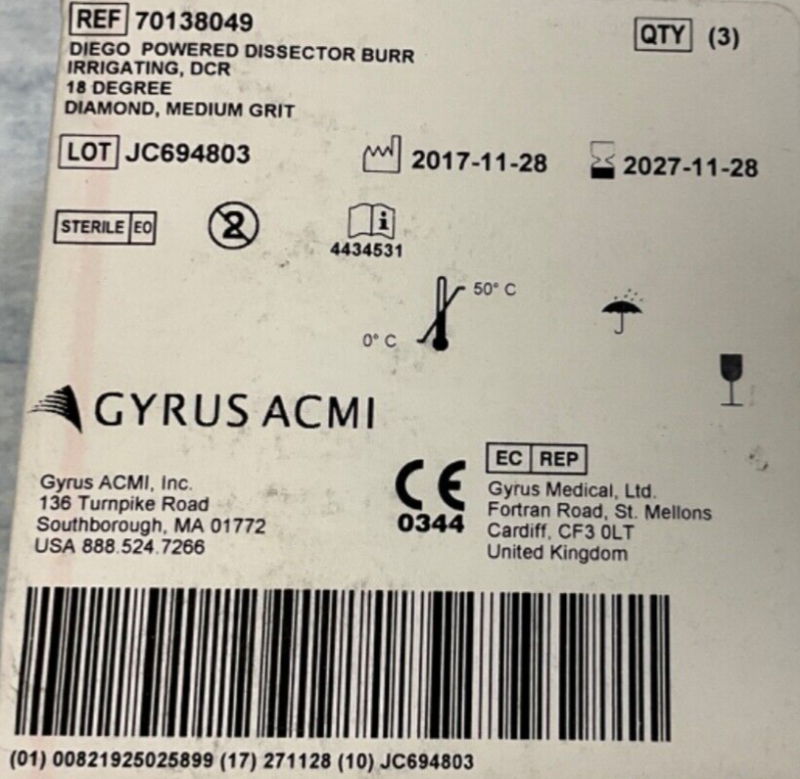 REF 70138049
QTY (3)
DIEGO POWERED DISSECTOR BURR
IRRIGATING, DCR
18 DEGREE
DIAMOND, MEDIUM GRIT
LOT JC694803
2017-11-28
2027-11-28
STERILE EO
2
i
4434531
50° C
0° C
GYRUS ACMI
Gyrus ACMI, Inc.
136 Turnpike Road
Southborough, MA 01772
USA 888.524.7266
CE
0344
EC REP
Gyrus Medical, Ltd.
Fortran Road, St. Mellons
Cardiff, CF3 0LT
United Kingdom
(01) 00821925025899 (17) 271128 (10) JC694803